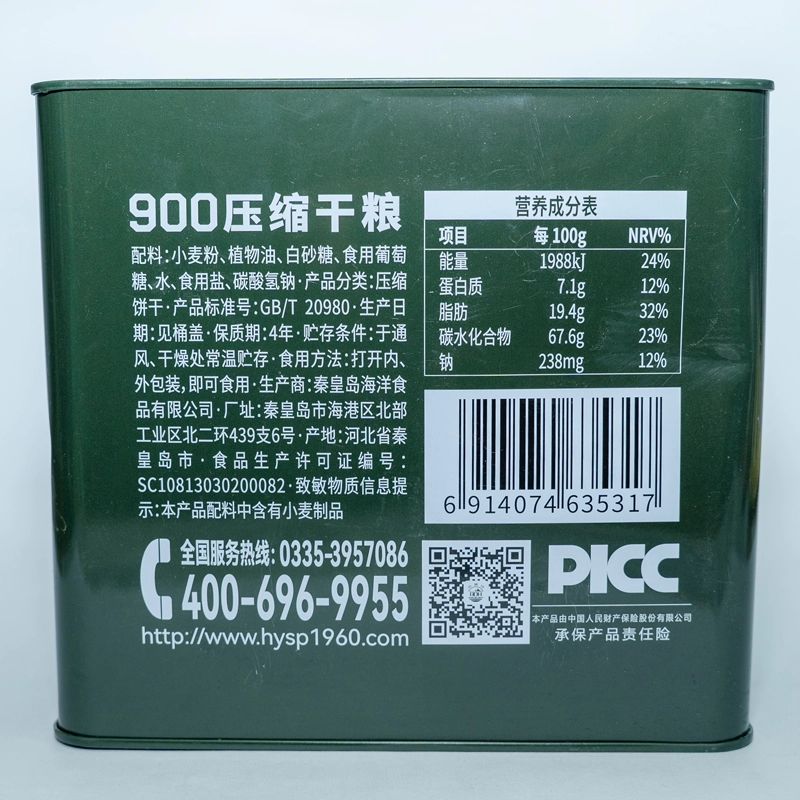 900压缩干粮
配料:小麦粉、植物油、白砂糖、食用葡萄
糖、水、食用盐、碳酸氢钠·产品分类:压缩
饼干·产品标准号:GB/T 20980·生产日
期:见桶盖·保质期:4年·贮存条件:于通
风、干燥处常温贮存·食用方法:打开内、
外包装,即可食用·生产商:秦皇岛海洋食
品有限公司·厂址:秦皇岛市海港区北部
工业区北二环439支6号·产地:河北省秦
皇岛市·食品生产许可证编号:
SC10813030200082·致敏物质信息提
示:本产品配料中含有小麦制品
全国服务热线:0335-3957086
400-696-9955
http://www.hysp1960.com
营养成分表
项目 每100g NRV%
能量 1988kJ 24%
蛋白质 7.1g 12%
脂肪 19.4g 32%
碳水化合物 67.6g 23%
钠 238mg 12%
6 914074 635317
PICC
本产品由中国人民财产保险股份有限公司
承保产品责任险